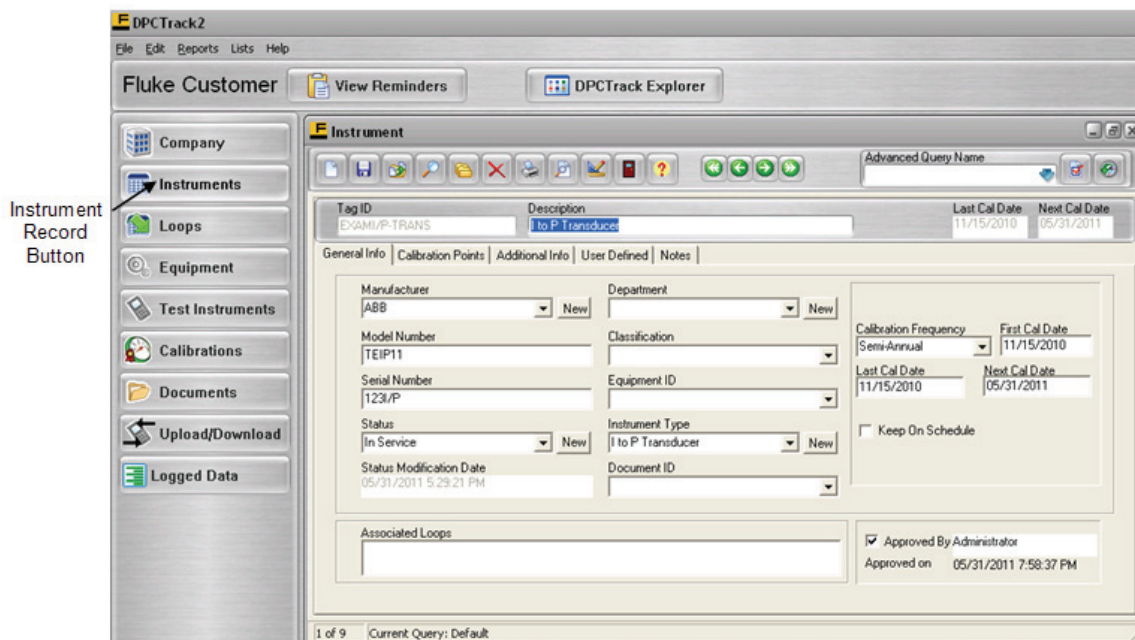 DPCTrack2
File Edit Reports Lists Help
Fluke Customer View Reminders DPCTrack Explorer
Company
Instruments
Loops
Equipment
Test Instruments
Calibrations
Documents
Upload/Download
Logged Data
Instrument
Record
Button
Instrument
Advanced Query Name
Tag ID Description Last Cal Date Next Cal Date
EXAMI/P-TRANS I to P Transducer 11/15/2010 05/31/2011
General Info Calibration Points Additional Info User Defined Notes
Manufacturer Department
ABB New New
Model Number Classification Calibration Frequency First Cal Date
TEIP11 Semi-Annual 11/15/2010
Serial Number Equipment ID Last Cal Date Next Cal Date
123I/P 11/15/2010 05/31/2011
Status Instrument Type Keep On Schedule
In Service New I to P Transducer New
Status Modification Date Document ID
05/31/2011 5:29:21 PM
Associated Loops Approved By Administrator
Approved on 05/31/2011 7:58:37 PM
1 of 9 Current Query: Default